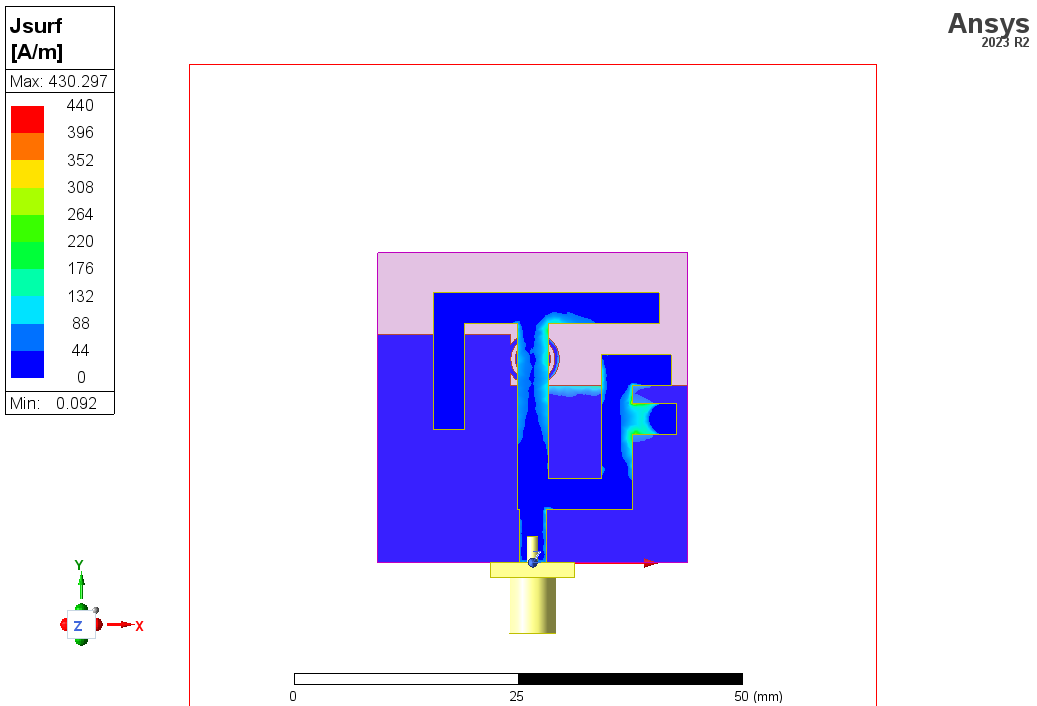 Jsurf
[A/m]
Max: 430.297
440
396
352
308
264
220
176
132
88
44
0
Min: 0.092
Ansys
2023 R2
Y
Z
X
0
25
50 (mm)